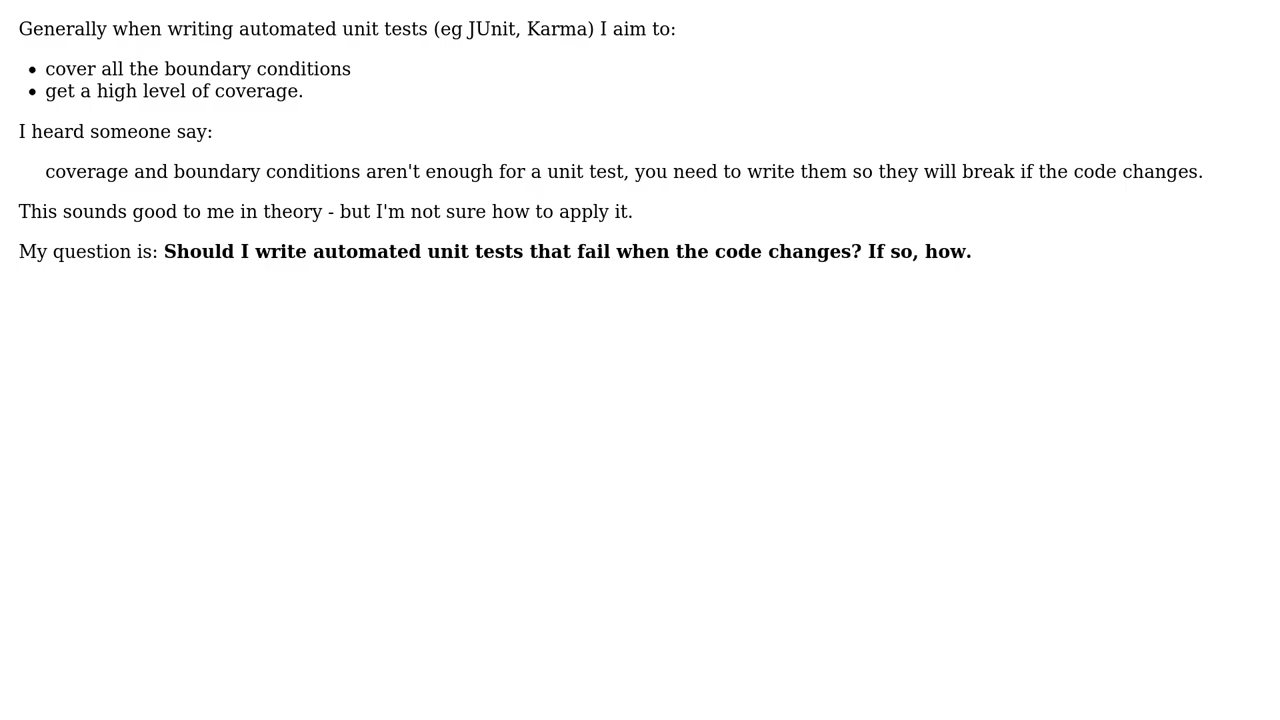 Generally when writing automated unit tests (eg JUnit, Karma) I aim to:
• cover all the boundary conditions
• get a high level of coverage.
I heard someone say:
coverage and boundary conditions aren't enough for a unit test, you need to write them so they will break if the code changes.
This sounds good to me in theory - but I'm not sure how to apply it.
My question is: Should I write automated unit tests that fail when the code changes? If so, how.